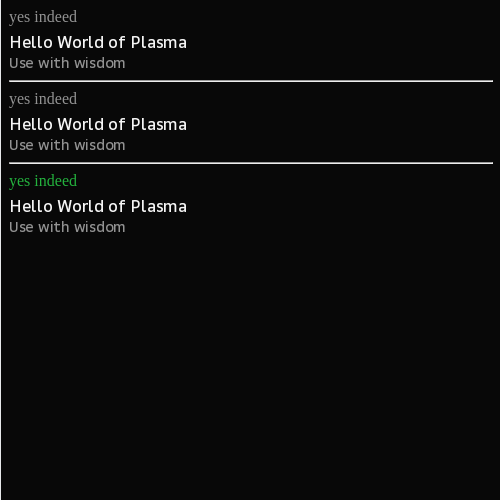 yes indeed
Hello World of Plasma
Use with wisdom
yes indeed
Hello World of Plasma
Use with wisdom
yes indeed
Hello World of Plasma
Use with wisdom